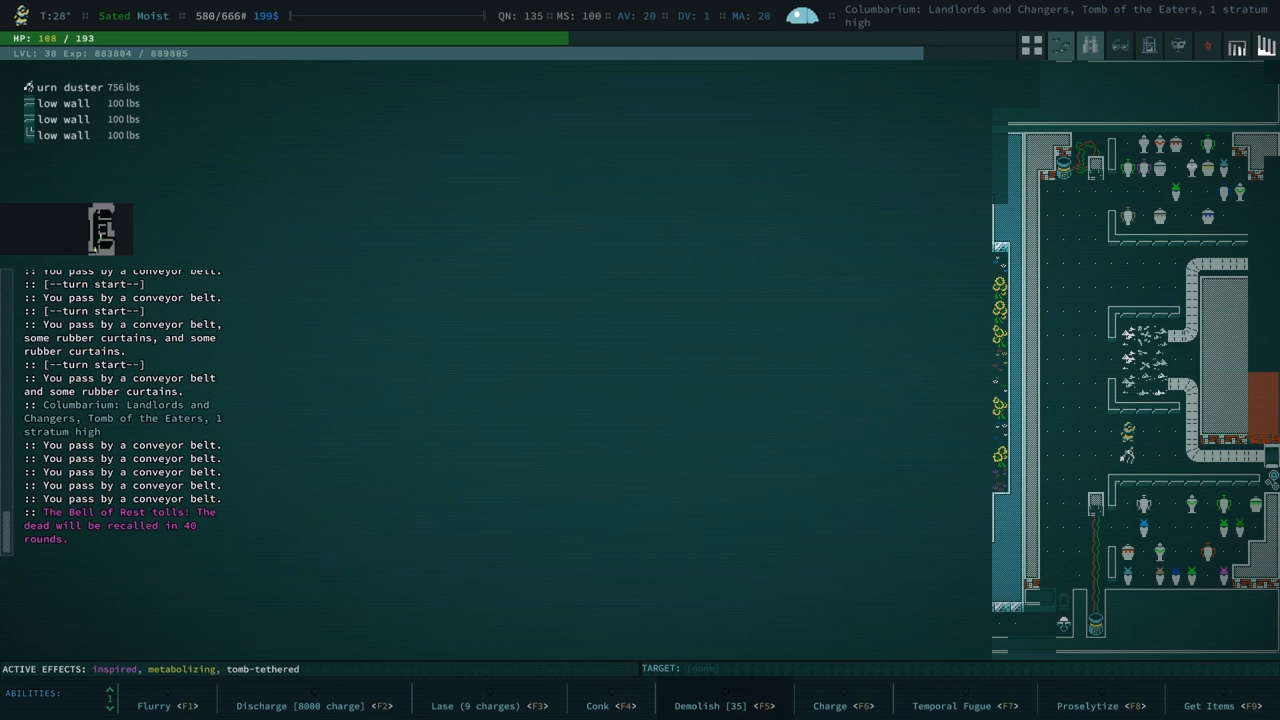 T:28° Sated Moist 580/666# 199$ QN: 135 MS: 100 AV: 20 DV: 1 MA: 20 Columbarium: Landlords and Changers, Tomb of the Eaters, 1 stratum
high
HP: 108 / 193
LVL: 38 Exp: 883804 / 889885
urn duster 756 lbs
low wall 100 lbs
low wall 100 lbs
low wall 100 lbs
:: You pass by a conveyor belt.
:: [--turn start--]
:: You pass by a conveyor belt.
:: [--turn start--]
:: You pass by a conveyor belt,
some rubber curtains, and some
rubber curtains.
:: [--turn start--]
:: You pass by a conveyor belt
and some rubber curtains.
:: Columbarium: Landlords and
Changers, Tomb of the Eaters, 1
stratum high
:: You pass by a conveyor belt.
:: You pass by a conveyor belt.
:: You pass by a conveyor belt.
:: You pass by a conveyor belt.
:: You pass by a conveyor belt.
:: The Bell of Rest tolls! The
dead will be recalled in 40
rounds.
ACTIVE EFFECTS: inspired, metabolizing, tomb-tethered TARGET: [none]
ABILITIES: 1 Flurry <F1> Discharge [8000 charge] <F2> Lase (9 charges) <F3> Conk <F4> Demolish [35] <F5> Charge <F6> Temporal Fugue <F7> Proselytize <F8> Get Items <F9>